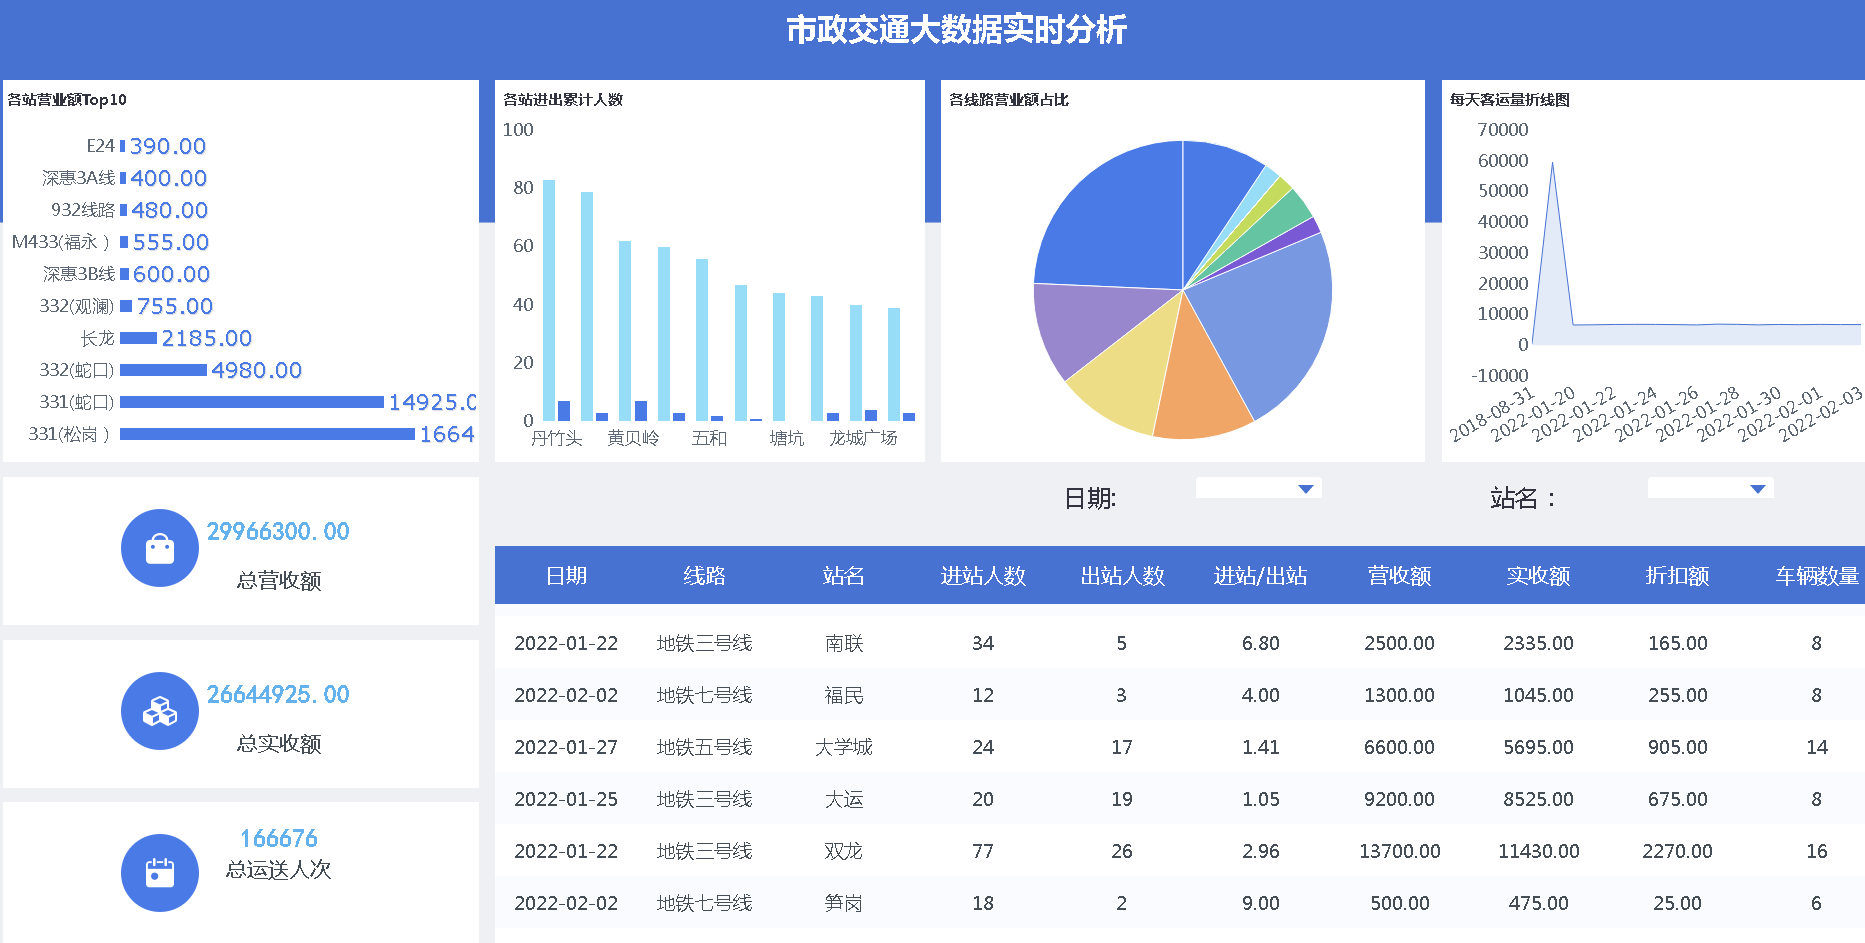 市政交通大数据实时分析
各站营业额Top10
E24 390.00
深惠3A线 400.00
932线路 480.00
M433(福永 ) 555.00
深惠3B线 600.00
332(观澜) 755.00
长龙 2185.00
332(蛇口) 4980.00
331(蛇口) 14925.0
331(松岗 ) 1664
各站进出累计人数
100
80
60
40
20
0
丹竹头 黄贝岭 五和 塘坑 龙城广场
各线路营业额占比
每天客运量折线图
70000
60000
50000
40000
30000
20000
10000
0
-10000
2018-08-31 2022-01-20 2022-01-22 2022-01-24 2022-01-26 2022-01-28 2022-01-30 2022-02-01 2022-02-03
29966300.00
总营收额
26644925.00
总实收额
166676
总运送人次
日期: 站名：
日期 线路 站名 进站人数 出站人数 进站/出站 营收额 实收额 折扣额 车辆数量
2022-01-22 地铁三号线 南联 34 5 6.80 2500.00 2335.00 165.00 8
2022-02-02 地铁七号线 福民 12 3 4.00 1300.00 1045.00 255.00 8
2022-01-27 地铁五号线 大学城 24 17 1.41 6600.00 5695.00 905.00 14
2022-01-25 地铁三号线 大运 20 19 1.05 9200.00 8525.00 675.00 8
2022-01-22 地铁三号线 双龙 77 26 2.96 13700.00 11430.00 2270.00 16
2022-02-02 地铁七号线 笋岗 18 2 9.00 500.00 475.00 25.00 6